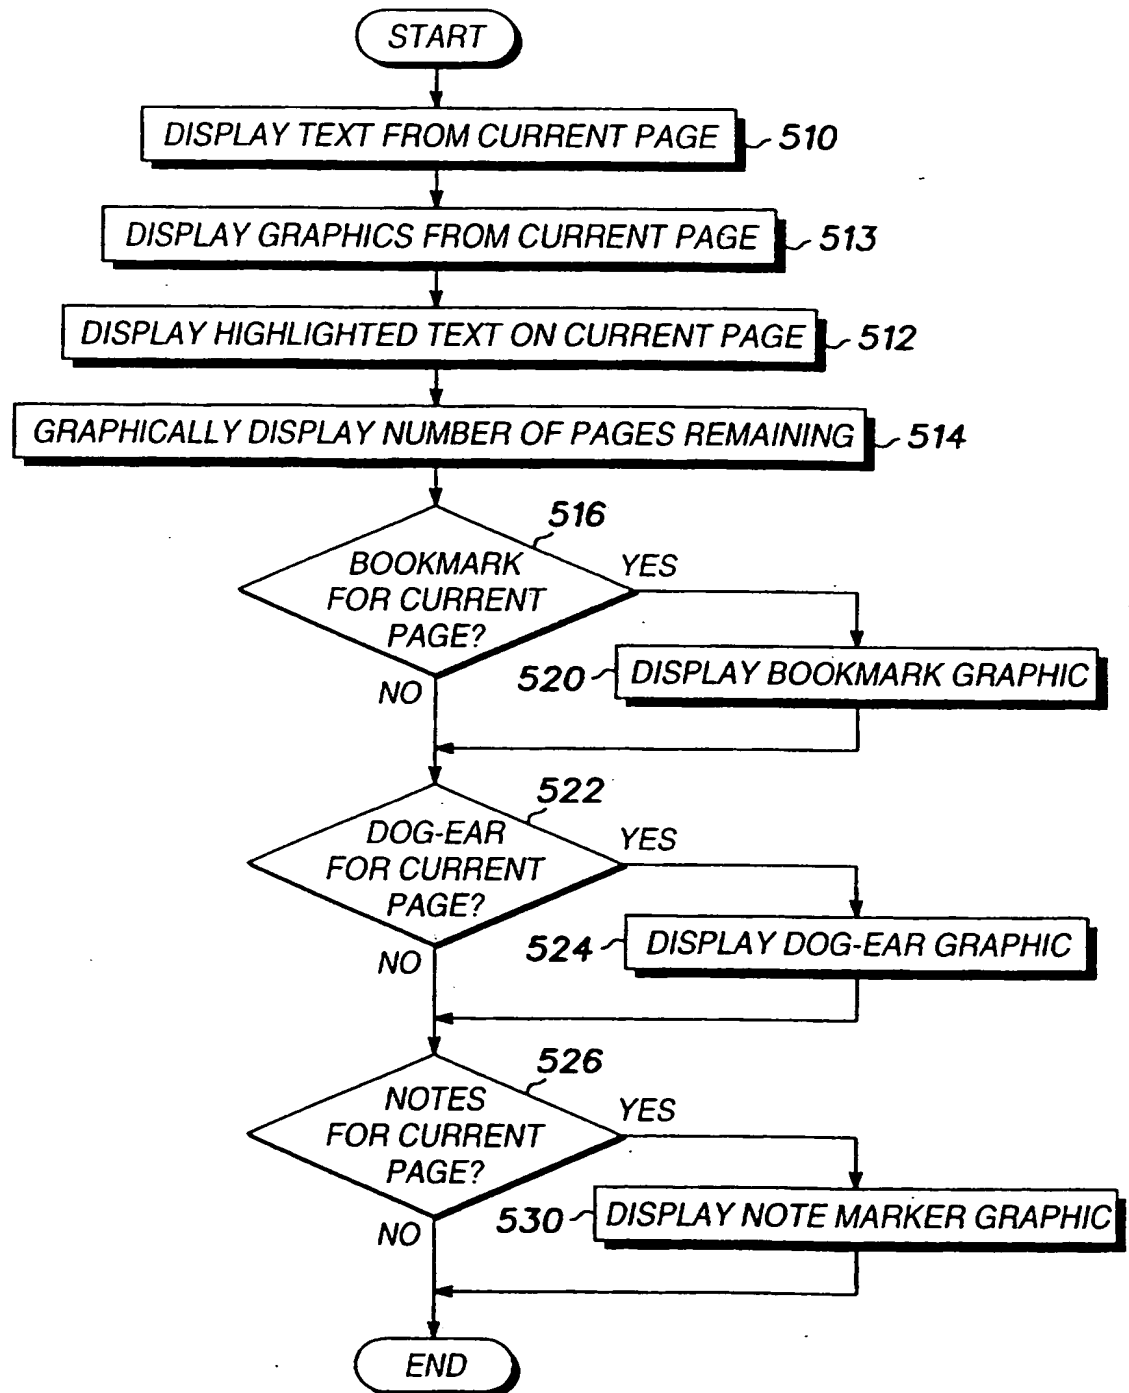 START
DISPLAY TEXT FROM CURRENT PAGE 510
DISPLAY GRAPHICS FROM CURRENT PAGE 513
DISPLAY HIGHLIGHTED TEXT ON CURRENT PAGE 512
GRAPHICALLY DISPLAY NUMBER OF PAGES REMAINING 514
516
BOOKMARK
FOR CURRENT
PAGE?
YES
NO
520 DISPLAY BOOKMARK GRAPHIC
522
DOG-EAR
FOR CURRENT
PAGE?
YES
NO
524 DISPLAY DOG-EAR GRAPHIC
526
NOTES
FOR CURRENT
PAGE?
YES
NO
530 DISPLAY NOTE MARKER GRAPHIC
END